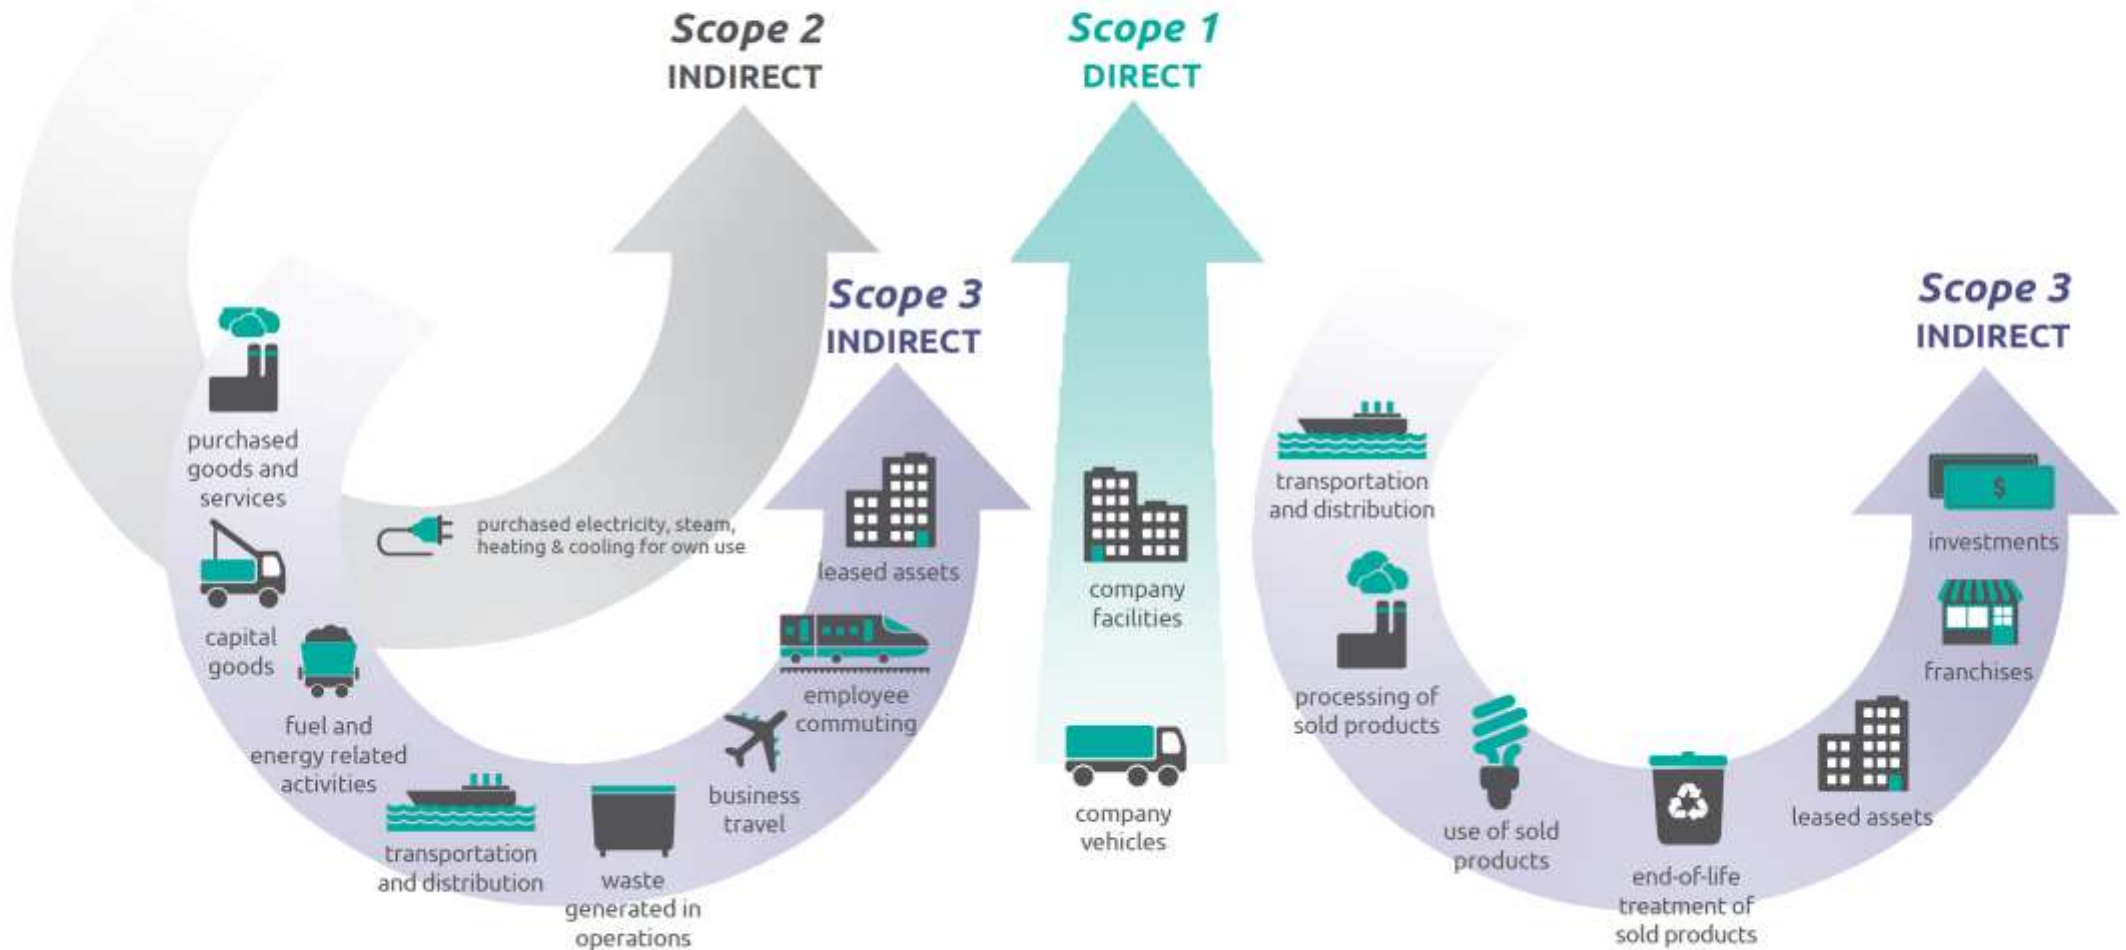 Scope 2
INDIRECT
Scope 1
DIRECT
Scope 3
INDIRECT
Scope 3
INDIRECT
purchased
goods and
services
capital
goods
fuel and
energy related
activities
purchased electricity, steam,
heating & cooling for own use
transportation
and distribution
waste
generated in
operations
business
travel
employee
commuting
leased assets
company
facilities
company
vehicles
transportation
and distribution
processing of
sold products
use of sold
products
end-of-life
treatment of
sold products
leased assets
franchises
investments
$